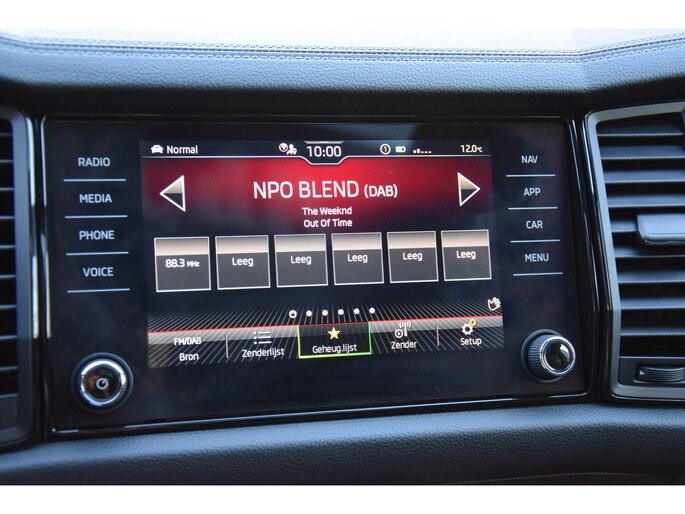 RADIO
MEDIA
PHONE
VOICE
Normal
10:00
1
12.0°C
NPO BLEND (DAB)
The Weeknd
Out Of Time
88.3 MHz
Leeg
Leeg
Leeg
Leeg
Leeg
FM/DAB
Bron
Zenderlijst
Geheug.lijst
Zender
Setup
NAV
APP
CAR
MENU